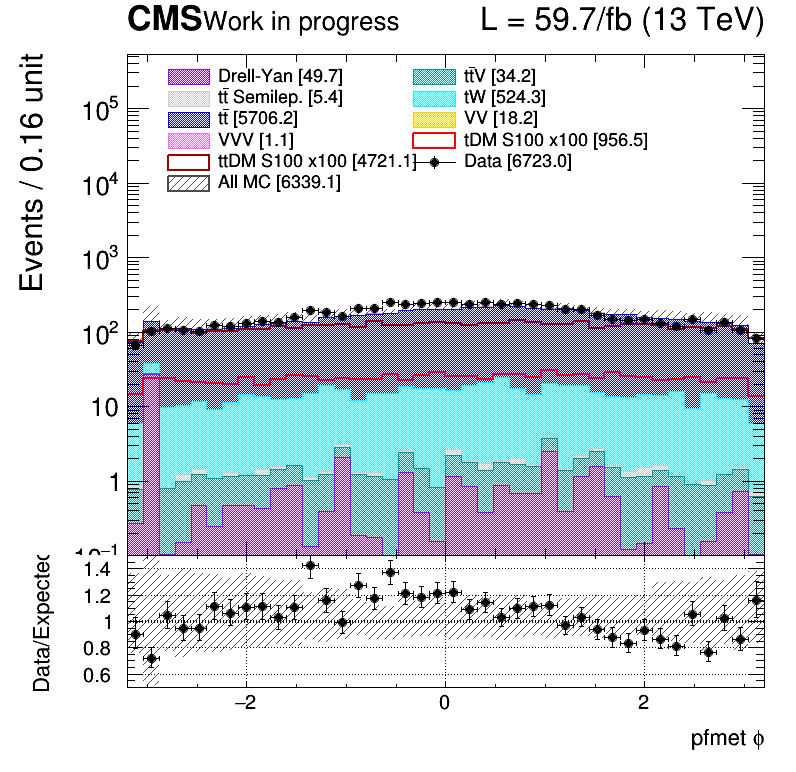 CMS Work in progress L = 59.7/fb (13 TeV)
Events / 0.16 unit
Drell-Yan [49.7] tt̄V [34.2]
tt̄ Semilep. [5.4] tW [524.3]
tt̄ [5706.2] VV [18.2]
VVV [1.1] tDM S100 x100 [956.5]
ttDM S100 x100 [4721.1] Data [6723.0]
All MC [6339.1]
10⁵
10⁴
10³
10²
10
1
10⁻¹
Data/Expected
1.4
1.2
1
0.8
0.6
−2 0 2
pfmet ϕ